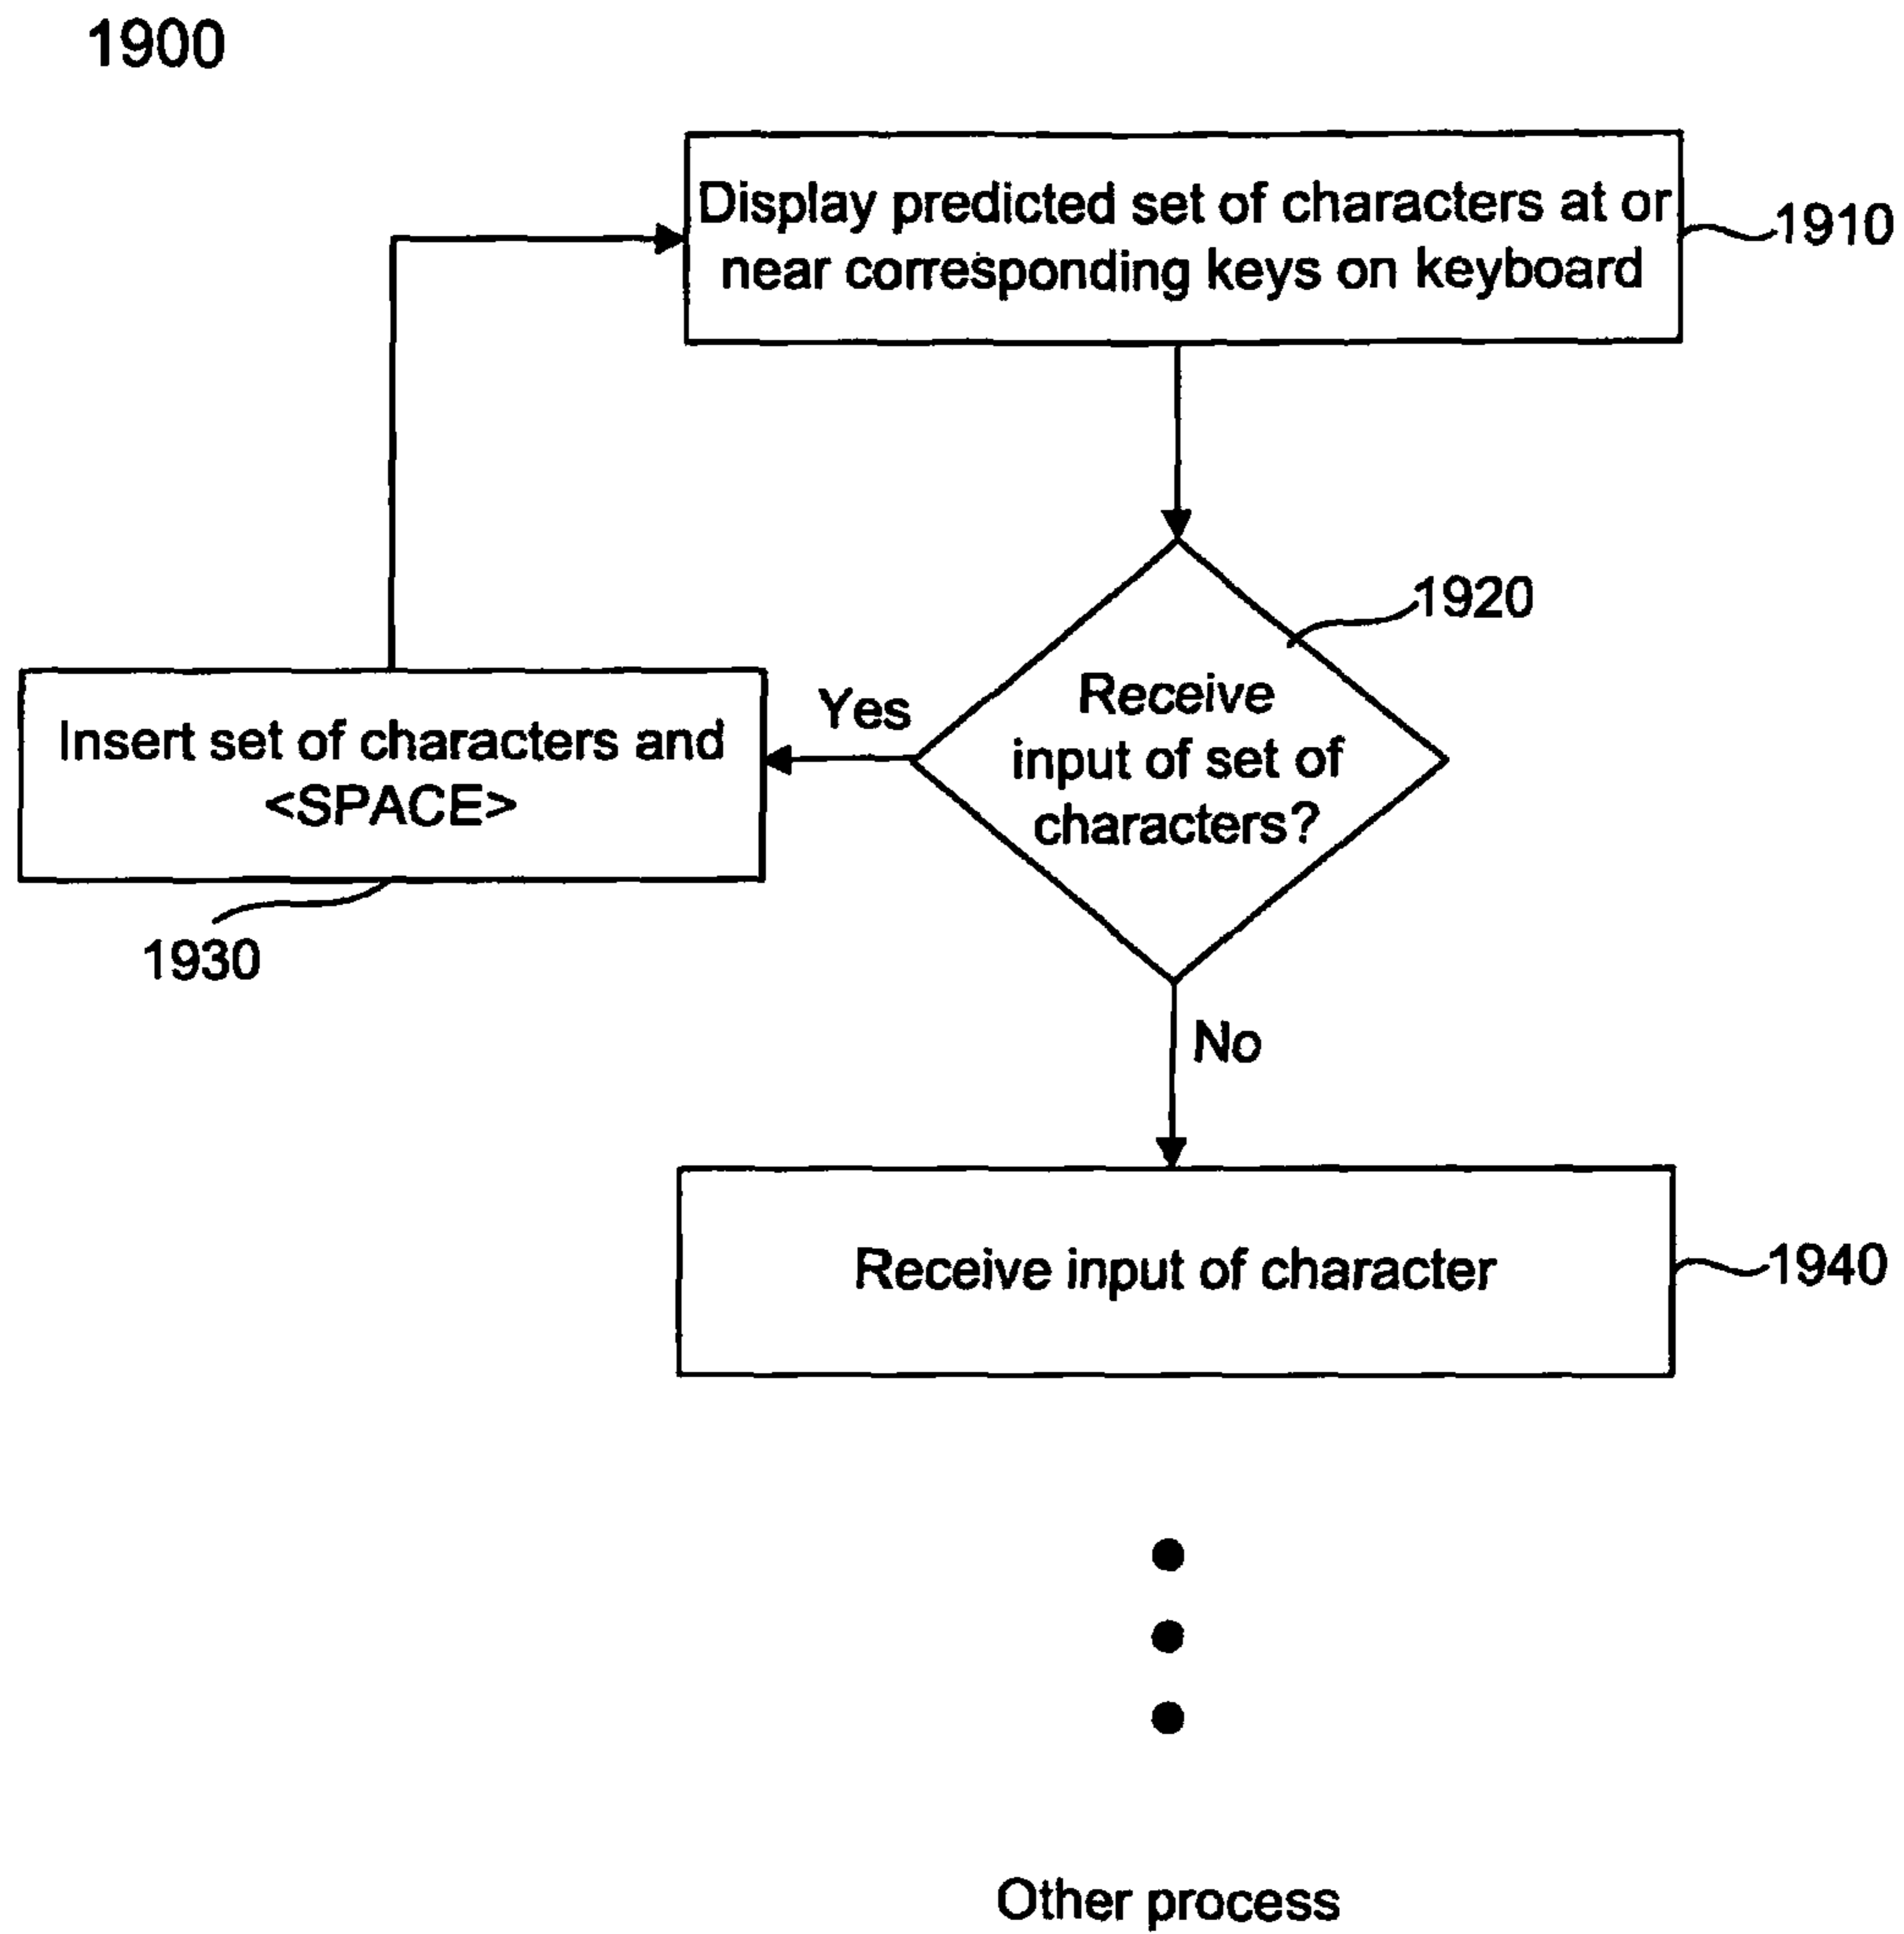 1900
Display predicted set of characters at or
near corresponding keys on keyboard
1910
1920
Receive
input of set of
characters?
Yes
Insert set of characters and
<SPACE>
1930
No
Receive input of character
1940
Other process